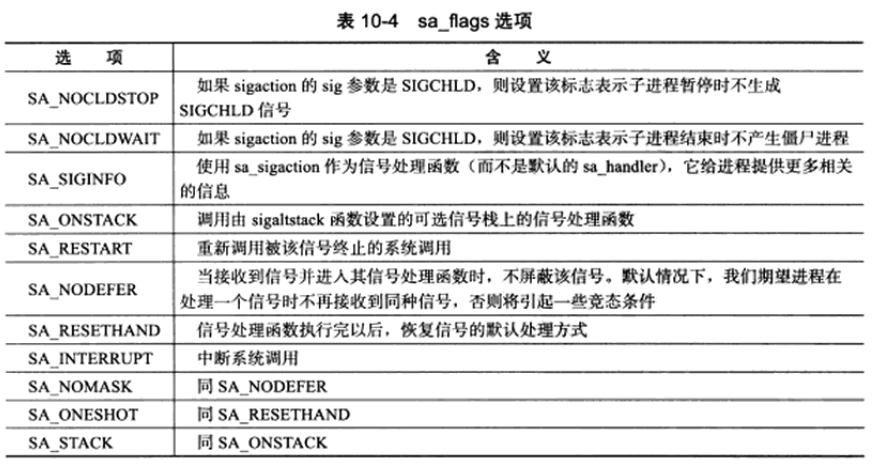 表 10-4 sa_flags 选项
选 项 含 义
SA_NOCLDSTOP 如果 sigaction 的 sig 参数是 SIGCHLD，则设置该标志表示子进程暂停时不生成
SIGCHLD 信号
SA_NOCLDWAIT 如果 sigaction 的 sig 参数是 SIGCHLD，则设置该标志表示子进程结束时不产生僵尸进程
SA_SIGINFO 使用 sa_sigaction 作为信号处理函数（而不是默认的 sa_handler），它给进程提供更多相关
的信息
SA_ONSTACK 调用由 sigaltstack 函数设置的可选信号栈上的信号处理函数
SA_RESTART 重新调用被该信号终止的系统调用
SA_NODEFER 当接收到信号并进入其信号处理函数时，不屏蔽该信号。默认情况下，我们期望进程在
处理一个信号时不再接收到同种信号，否则将引起一些竞态条件
SA_RESETHAND 信号处理函数执行完以后，恢复信号的默认处理方式
SA_INTERRUPT 中断系统调用
SA_NOMASK 同 SA_NODEFER
SA_ONESHOT 同 SA_RESETHAND
SA_STACK 同 SA_ONSTACK